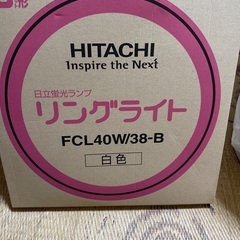 形
HITACHI
Inspire the Next
日立蛍光ランプ
リングライト
FCL40W/38-B
白色